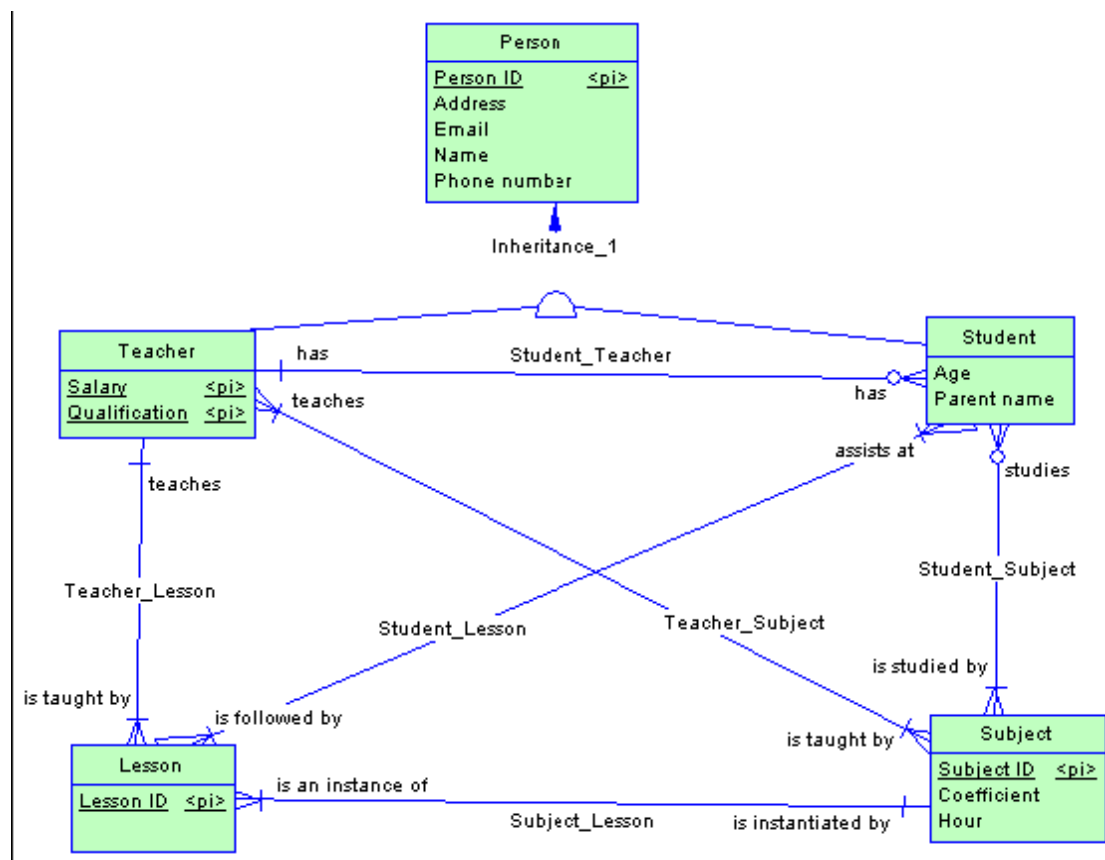 Person
Person ID <pi>
Address
Email
Name
Phone number
Inheritance_1
Teacher
Salary <pi>
Qualification <pi>
has
Student_Teacher
has
Student
Age
Parent name
teaches
assists at
studies
teaches
Teacher_Lesson
Student_Lesson
Teacher_Subject
Student_Subject
is taught by
is followed by
is taught by
is studied by
Lesson
Lesson ID <pi>
is an instance of
Subject_Lesson
is instantiated by
Subject
Subject ID <pi>
Coefficient
Hour